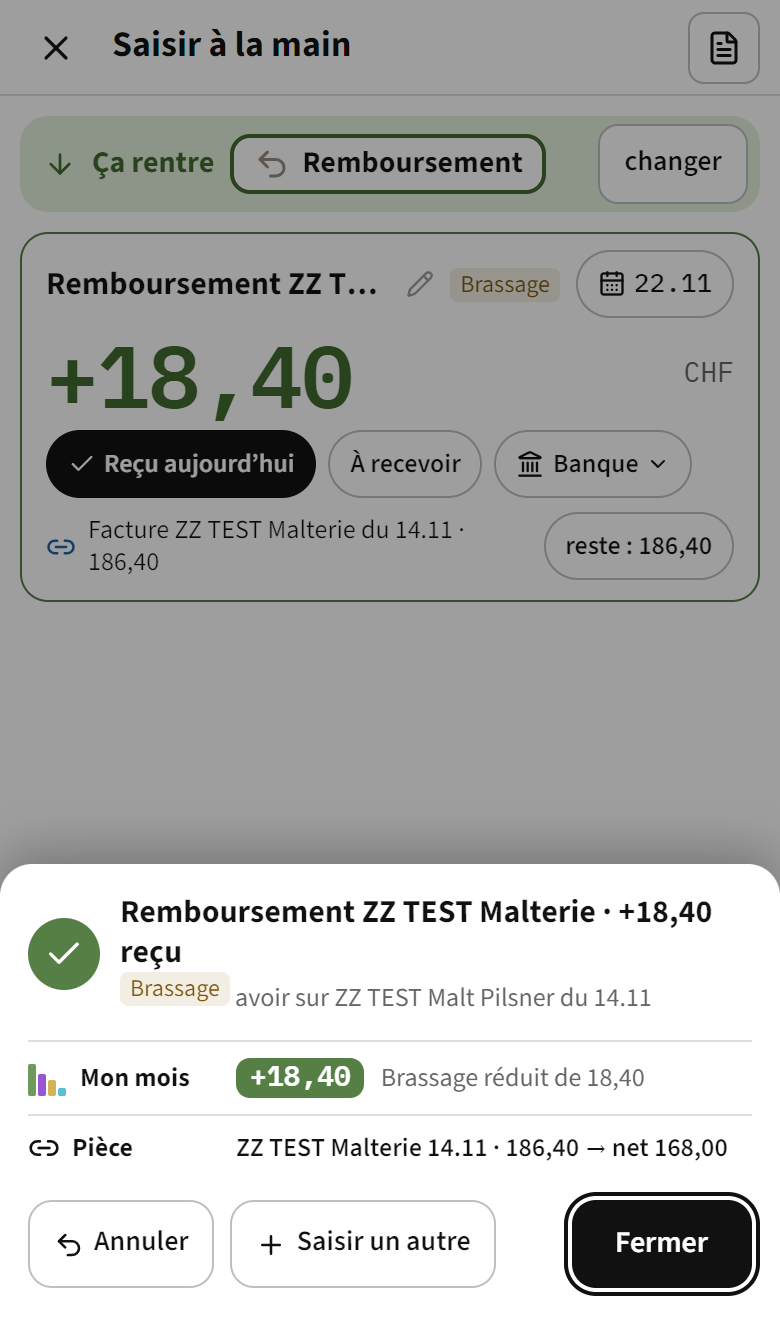 Saisir à la main
Ça rentre
Remboursement
changer
Remboursement ZZ T…
Brassage
22.11
+18,40
CHF
Reçu aujourd’hui
À recevoir
Banque
Facture ZZ TEST Malterie du 14.11 ·
186,40
reste : 186,40
Remboursement ZZ TEST Malterie · +18,40
reçu
Brassage avoir sur ZZ TEST Malt Pilsner du 14.11
Mon mois
+18,40
Brassage réduit de 18,40
Pièce
ZZ TEST Malterie 14.11 · 186,40 → net 168,00
Annuler
Saisir un autre
Fermer